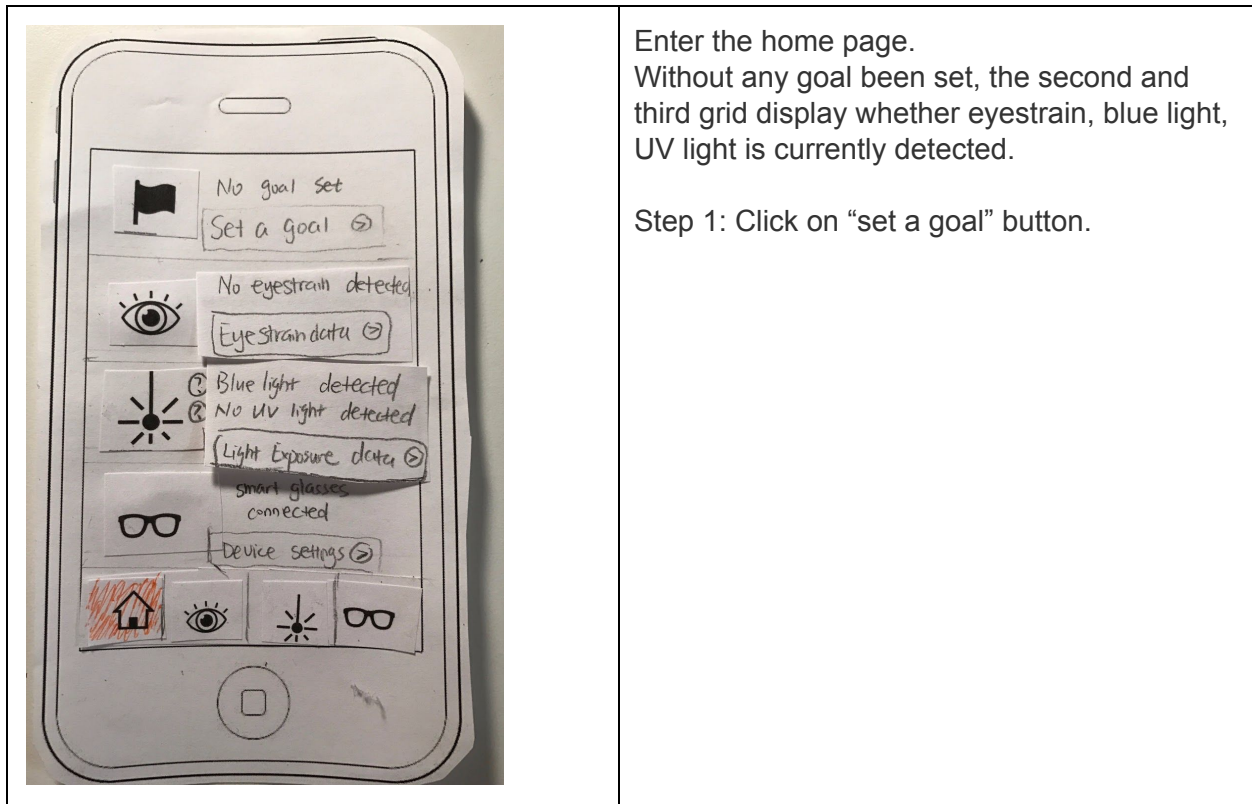 No goal set
Set a goal >
No eyestrain detected
Eyestrain data >
? Blue light detected
? No UV light detected
Light Exposure data >
smart glasses
connected
Device settings >
Enter the home page.
Without any goal been set, the second and
third grid display whether eyestrain, blue light,
UV light is currently detected.
Step 1: Click on “set a goal” button.